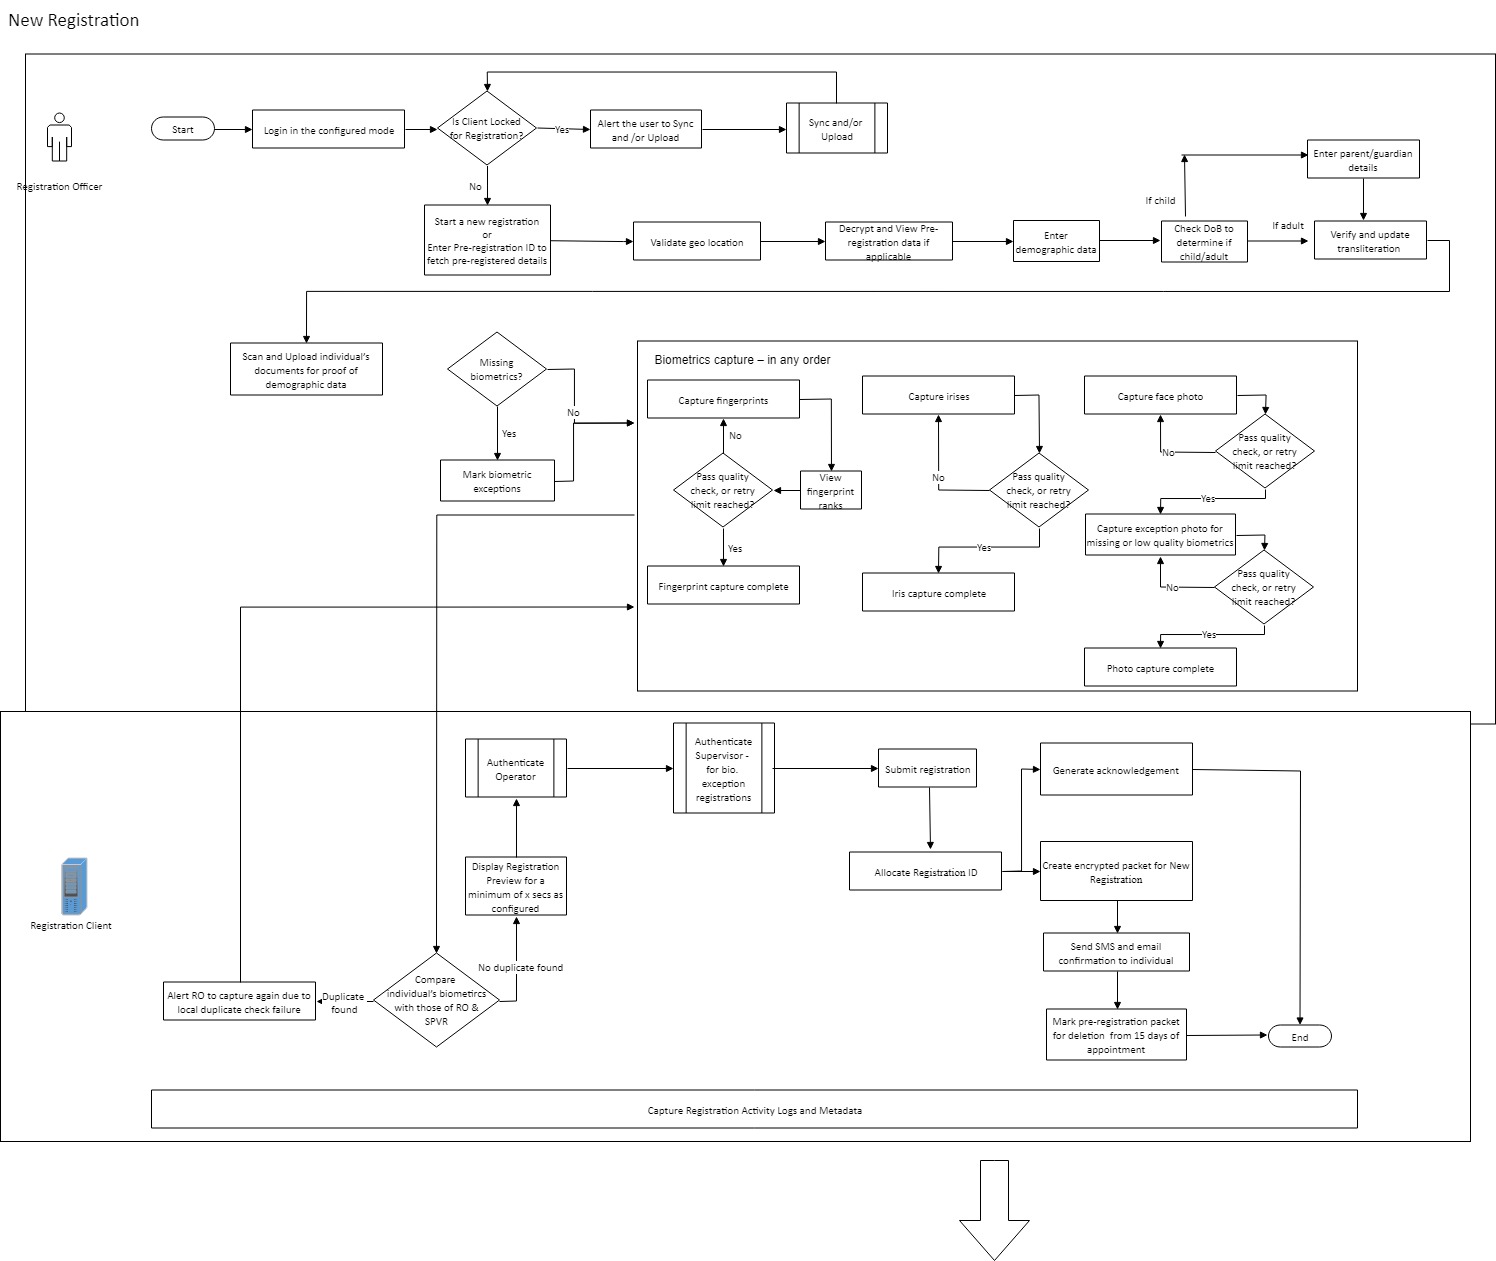 New Registration
Registration Officer
Start
Login in the configured mode
Is Client Locked
for Registration?
Yes
Alert the user to Sync
and /or Upload
Sync and/or
Upload
No
Start a new registration
or
Enter Pre-registration ID to
fetch pre-registered details
Validate geo location
Decrypt and View Pre-
registration data if
applicable
Enter
demographic data
Check DoB to
determine if
child/adult
If child
Enter parent/guardian
details
If adult
Verify and update
transliteration
Scan and Upload individual's
documents for proof of
demographic data
Missing
biometrics?
No
Yes
Mark biometric
exceptions
Biometrics capture – in any order
Capture fingerprints
No
Pass quality
check, or retry
limit reached?
View
fingerprint
ranks
Yes
Fingerprint capture complete
Capture irises
No
Pass quality
check, or retry
limit reached?
Yes
Iris capture complete
Capture face photo
Pass quality
check, or retry
limit reached?
No
Yes
Capture exception photo for
missing or low quality biometrics
Pass quality
check, or retry
limit reached?
No
Yes
Photo capture complete
Registration Client
Authenticate
Operator
Authenticate
Supervisor -
for bio.
exception
registrations
Submit registration
Generate acknowledgement
Display Registration
Preview for a
minimum of x secs as
configured
Allocate Registration ID
Create encrypted packet for New
Registration
Send SMS and email
confirmation to individual
No duplicate found
Compare
individual's biometircs
with those of RO &
SPVR
Duplicate
found
Alert RO to capture again due to
local duplicate check failure
Mark pre-registration packet
for deletion from 15 days of
appointment
End
Capture Registration Activity Logs and Metadata